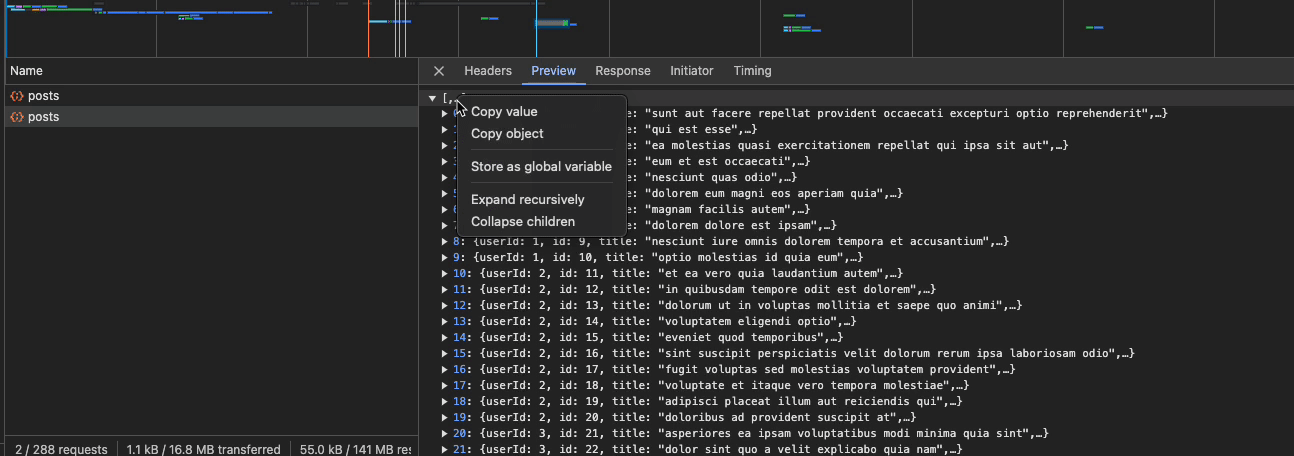 Name
posts
posts
2 / 288 requests
1.1 kB / 16.8 MB transferred
55.0 kB / 141 MB
Headers
Preview
Response
Initiator
Timing
[,
Copy value
Copy object
Store as global variable
Expand recursively
Collapse children
"sunt aut facere repellat provident occaecati excepturi optio reprehenderit",…}
"qui est esse",…}
"ea molestias quasi exercitationem repellat qui ipsa sit aut",…}
"eum et est occaecati",…}
"nesciunt quas odio",…}
"dolorem eum magni eos aperiam quia",…}
"magnam facilis autem",…}
"dolorem dolore est ipsam",…}
8: {userId: 1, id: 9, title: "nesciunt iure omnis dolorem tempora et accusantium",…}
9: {userId: 1, id: 10, title: "optio molestias id quia eum",…}
10: {userId: 2, id: 11, title: "et ea vero quia laudantium autem",…}
11: {userId: 2, id: 12, title: "in quibusdam tempore odit est dolorem",…}
12: {userId: 2, id: 13, title: "dolorum ut in voluptas mollitia et saepe quo animi",…}
13: {userId: 2, id: 14, title: "voluptatem eligendi optio",…}
14: {userId: 2, id: 15, title: "eveniet quod temporibus",…}
15: {userId: 2, id: 16, title: "sint suscipit perspiciatis velit dolorum rerum ipsa laboriosam odio",…}
16: {userId: 2, id: 17, title: "fugit voluptas sed molestias voluptatem provident",…}
17: {userId: 2, id: 18, title: "voluptate et itaque vero tempora molestiae",…}
18: {userId: 2, id: 19, title: "adipisci placeat illum aut reiciendis qui",…}
19: {userId: 2, id: 20, title: "doloribus ad provident suscipit at",…}
20: {userId: 3, id: 21, title: "asperiores ea ipsam voluptatibus modi minima quia sint",…}
21: {userId: 3, id: 22, title: "dolor sint quo a velit explicabo quia nam",…}